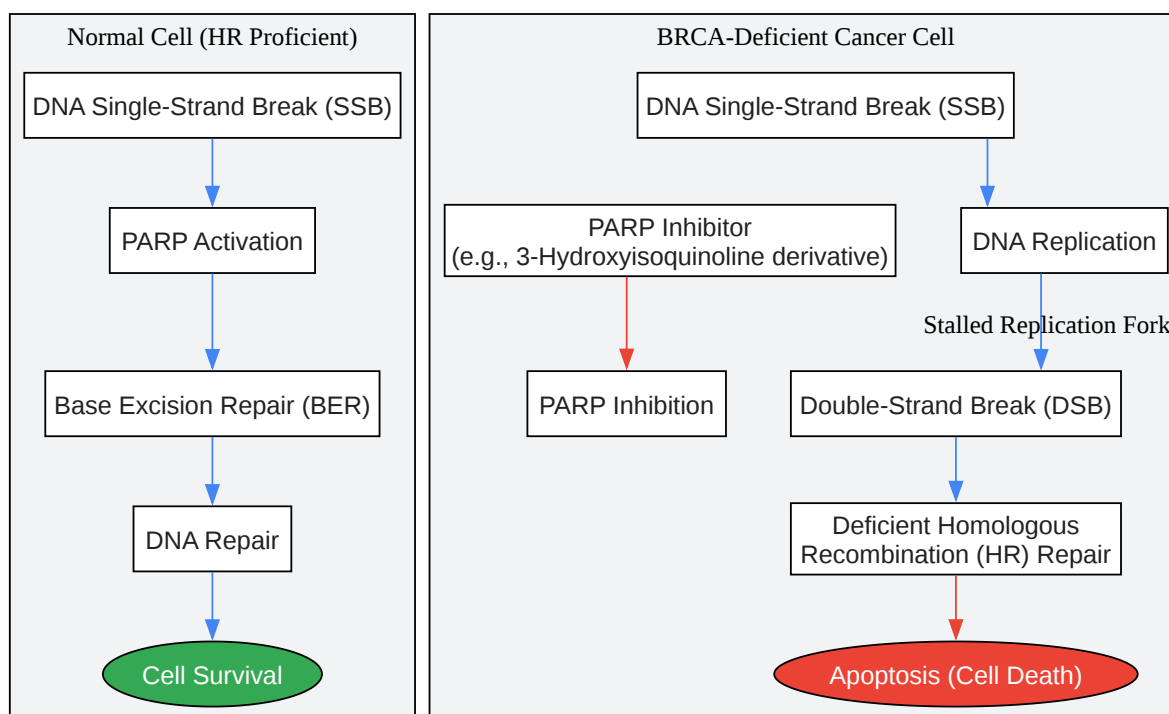 Normal Cell (HR Proficient)
DNA Single-Strand Break (SSB)
PARP Activation
Base Excision Repair (BER)
DNA Repair
Cell Survival
BRCA-Deficient Cancer Cell
DNA Single-Strand Break (SSB)
PARP Inhibitor
(e.g., 3-Hydroxyisoquinoline derivative)
DNA Replication
Stalled Replication Fork
PARP Inhibition
Double-Strand Break (DSB)
Deficient Homologous
Recombination (HR) Repair
Apoptosis (Cell Death)